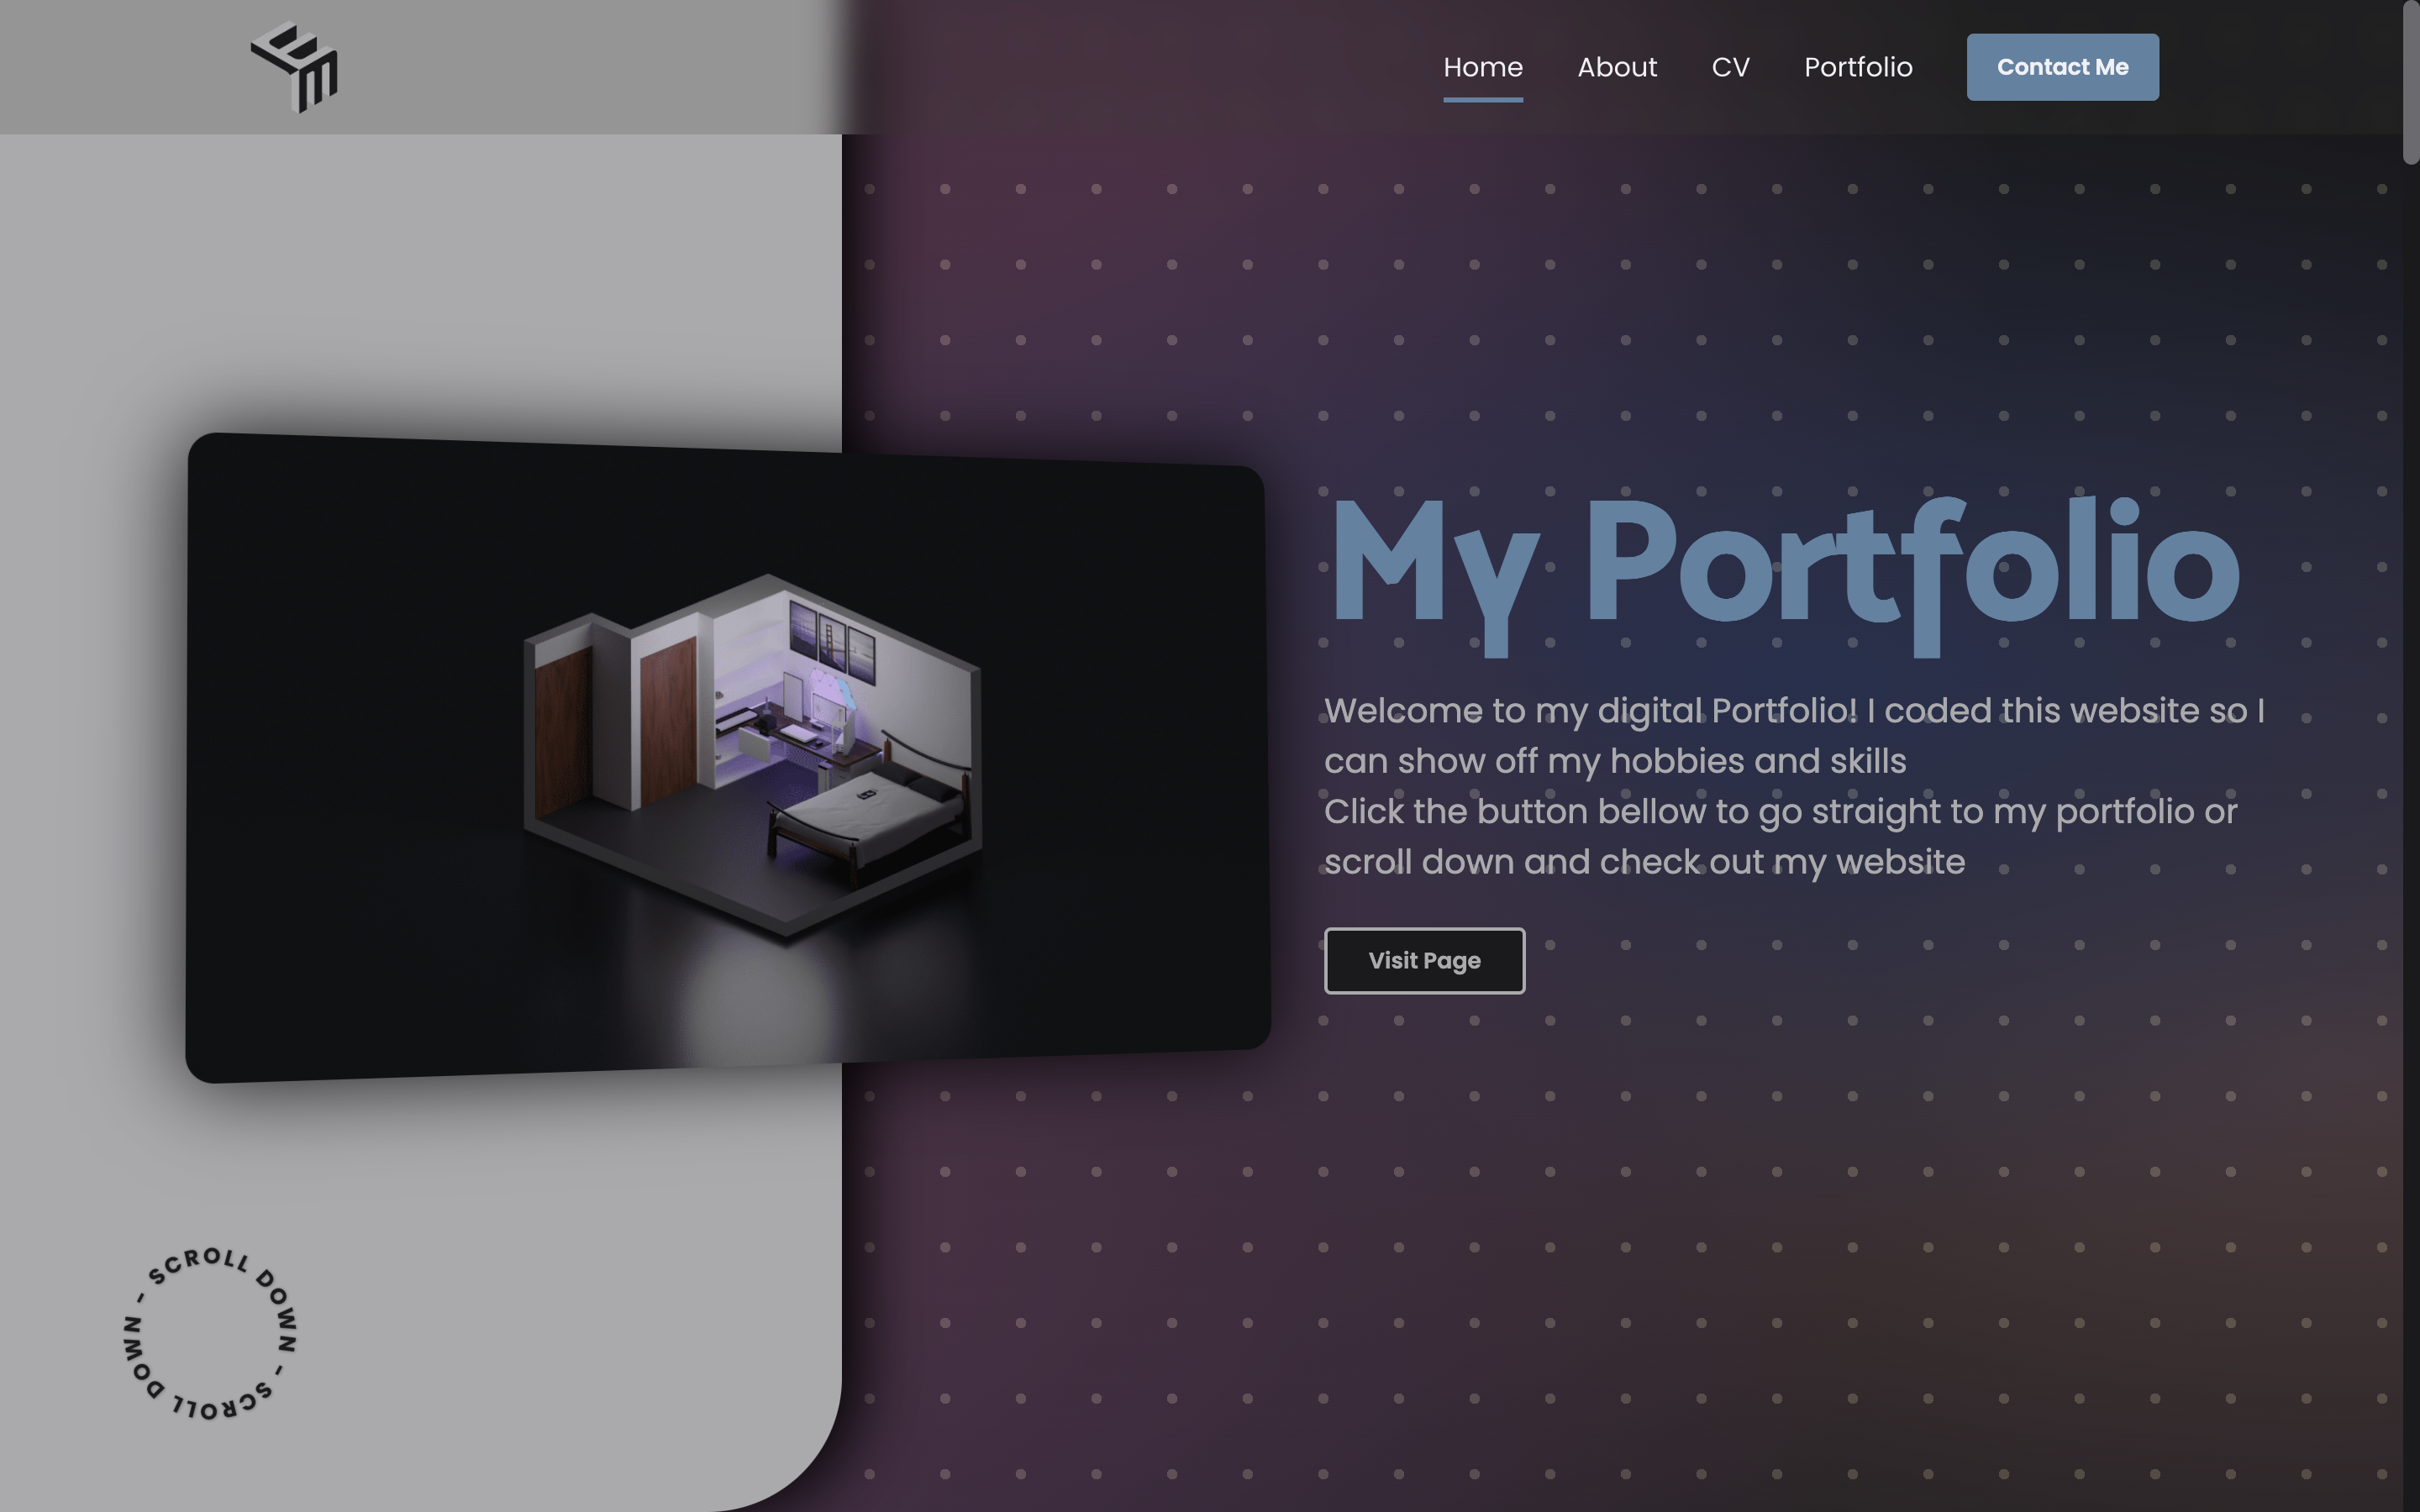 Home About CV Portfolio Contact Me
My Portfolio
Welcome to my digital Portfolio! I coded this website so I
can show off my hobbies and skills
Click the button bellow to go straight to my portfolio or
scroll down and check out my website
Visit Page
SCROLL DOWN - SCROLL DOWN -